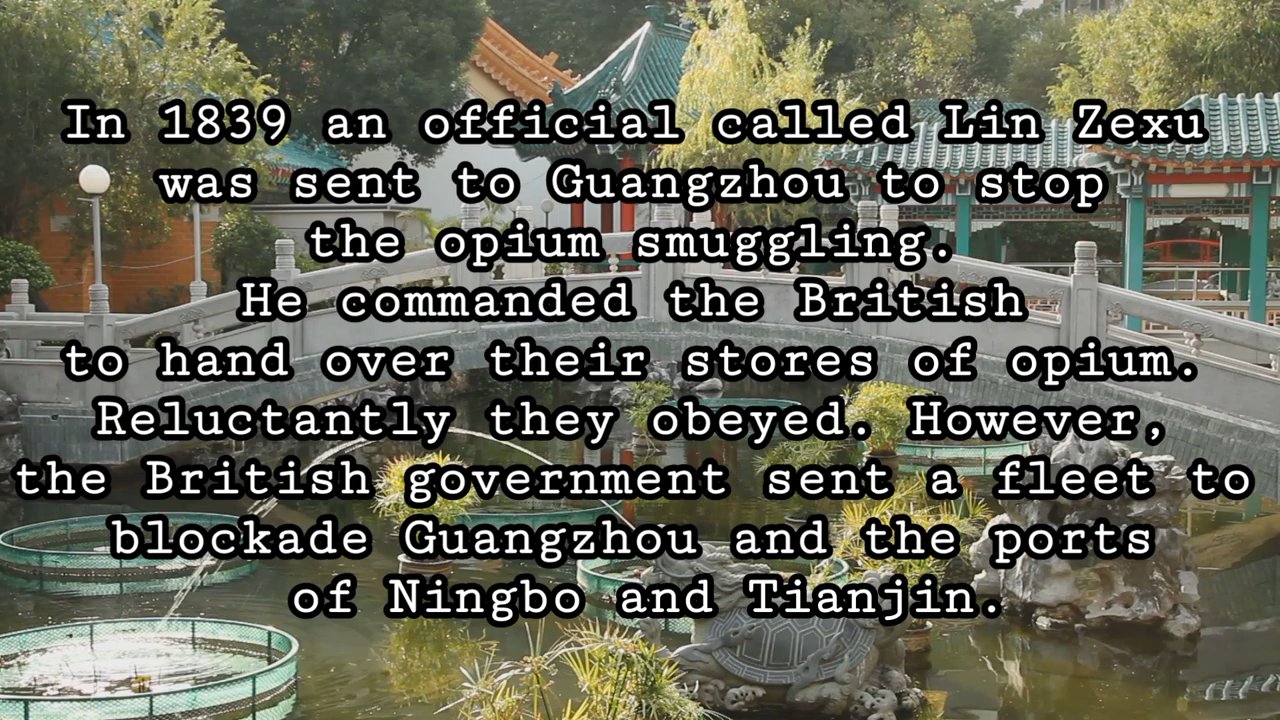 In 1839 an official called Lin Zexu
was sent to Guangzhou to stop
the opium smuggling.
He commanded the British
to hand over their stores of opium.
Reluctantly they obeyed. However,
the British government sent a fleet to
blockade Guangzhou and the ports
of Ningbo and Tianjin.